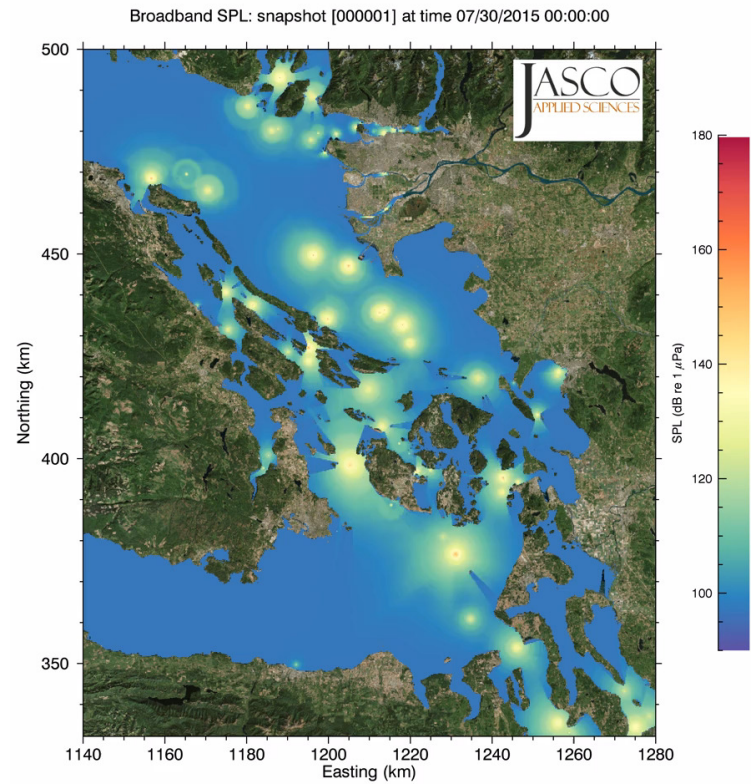 Broadband SPL: snapshot [000001] at time 07/30/2015 00:00:00
JASCO
APPLIED SCIENCES
500
450
400
350
Northing (km)
1140 1160 1180 1200 1220 1240 1260 1280
Easting (km)
180
160
140
120
100
SPL (dB re 1 μPa)